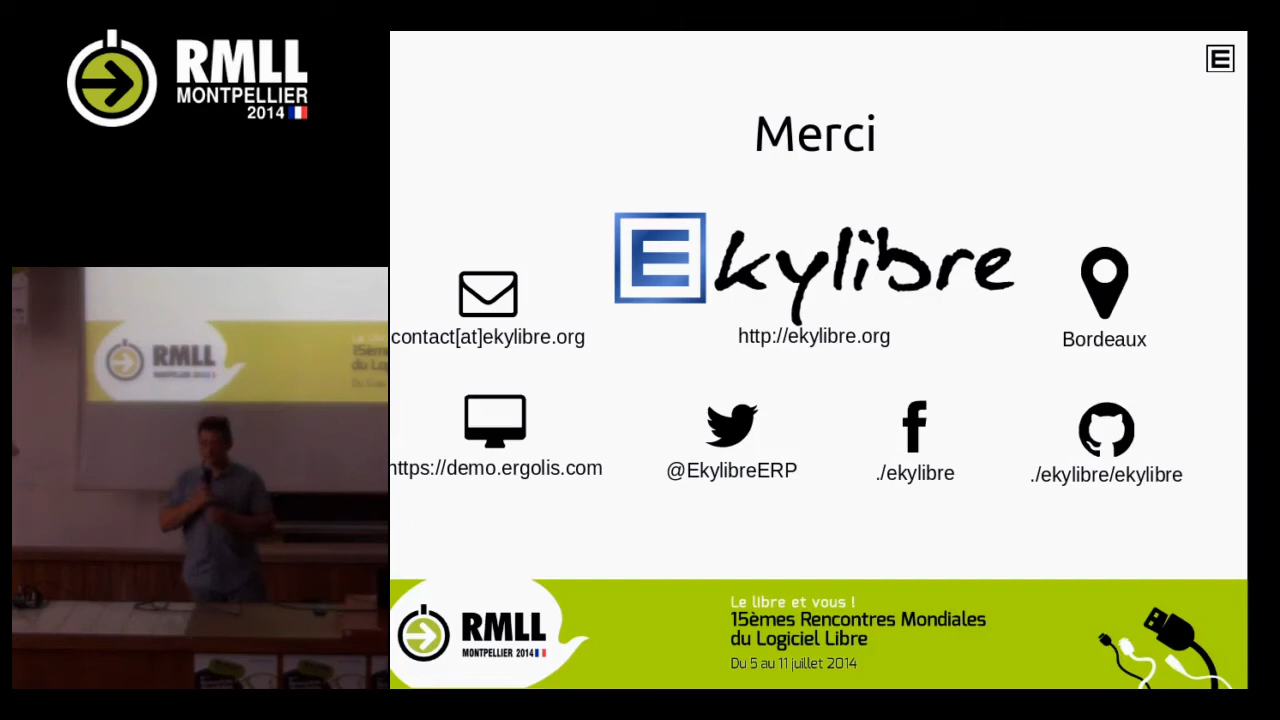 RMLL
MONTPELLIER
2014
E
Merci
Ekylibre
contact[at]ekylibre.org
http://ekylibre.org
Bordeaux
https://demo.ergolis.com
@EkylibreERP
./ekylibre
./ekylibre/ekylibre
RMLL
MONTPELLIER 2014
Le libre et vous !
15èmes Rencontres Mondiales
du Logiciel Libre
Du 5 au 11 juillet 2014
RMLL